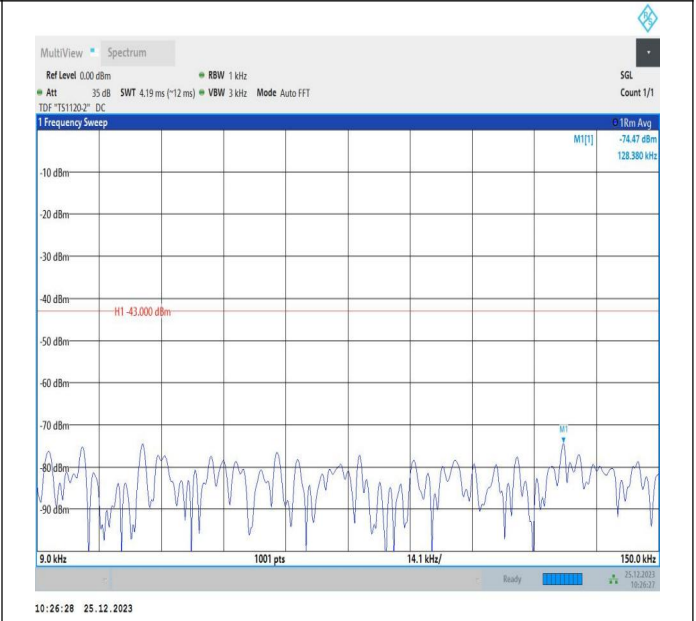 R S
MultiView Spectrum
Ref Level 0.00 dBm RBW 1 kHz SGL
Att 35 dB SWT 4.19 ms (~12 ms) VBW 3 kHz Mode Auto FFT Count 1/1
TDF "TS1120-2" DC
1 Frequency Sweep 1Rm Avg
M1[1] -74.47 dBm
128.380 kHz
-10 dBm
-20 dBm
-30 dBm
-40 dBm
H1 -43.000 dBm
-50 dBm
-60 dBm
-70 dBm
M1
-80 dBm
-90 dBm
9.0 kHz 1001 pts 14.1 kHz/ 150.0 kHz
Ready 25.12.2023
10:26:27
10:26:28 25.12.2023